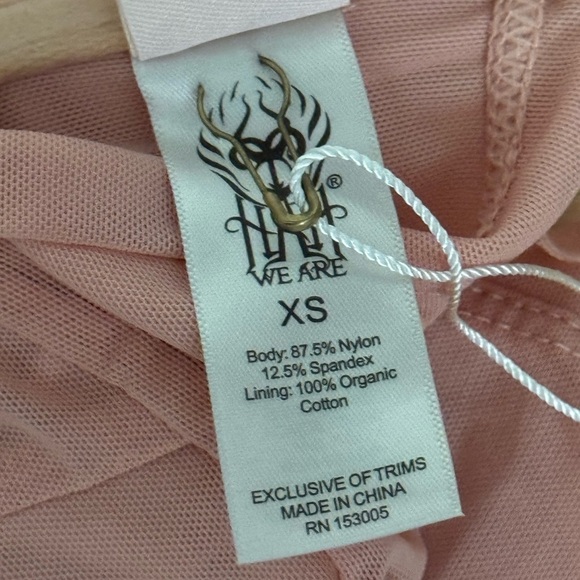 ®
WE ARE
XS
Body: 87.5% Nylon
12.5% Spandex
Lining: 100% Organic
Cotton
EXCLUSIVE OF TRIMS
MADE IN CHINA
RN 153005